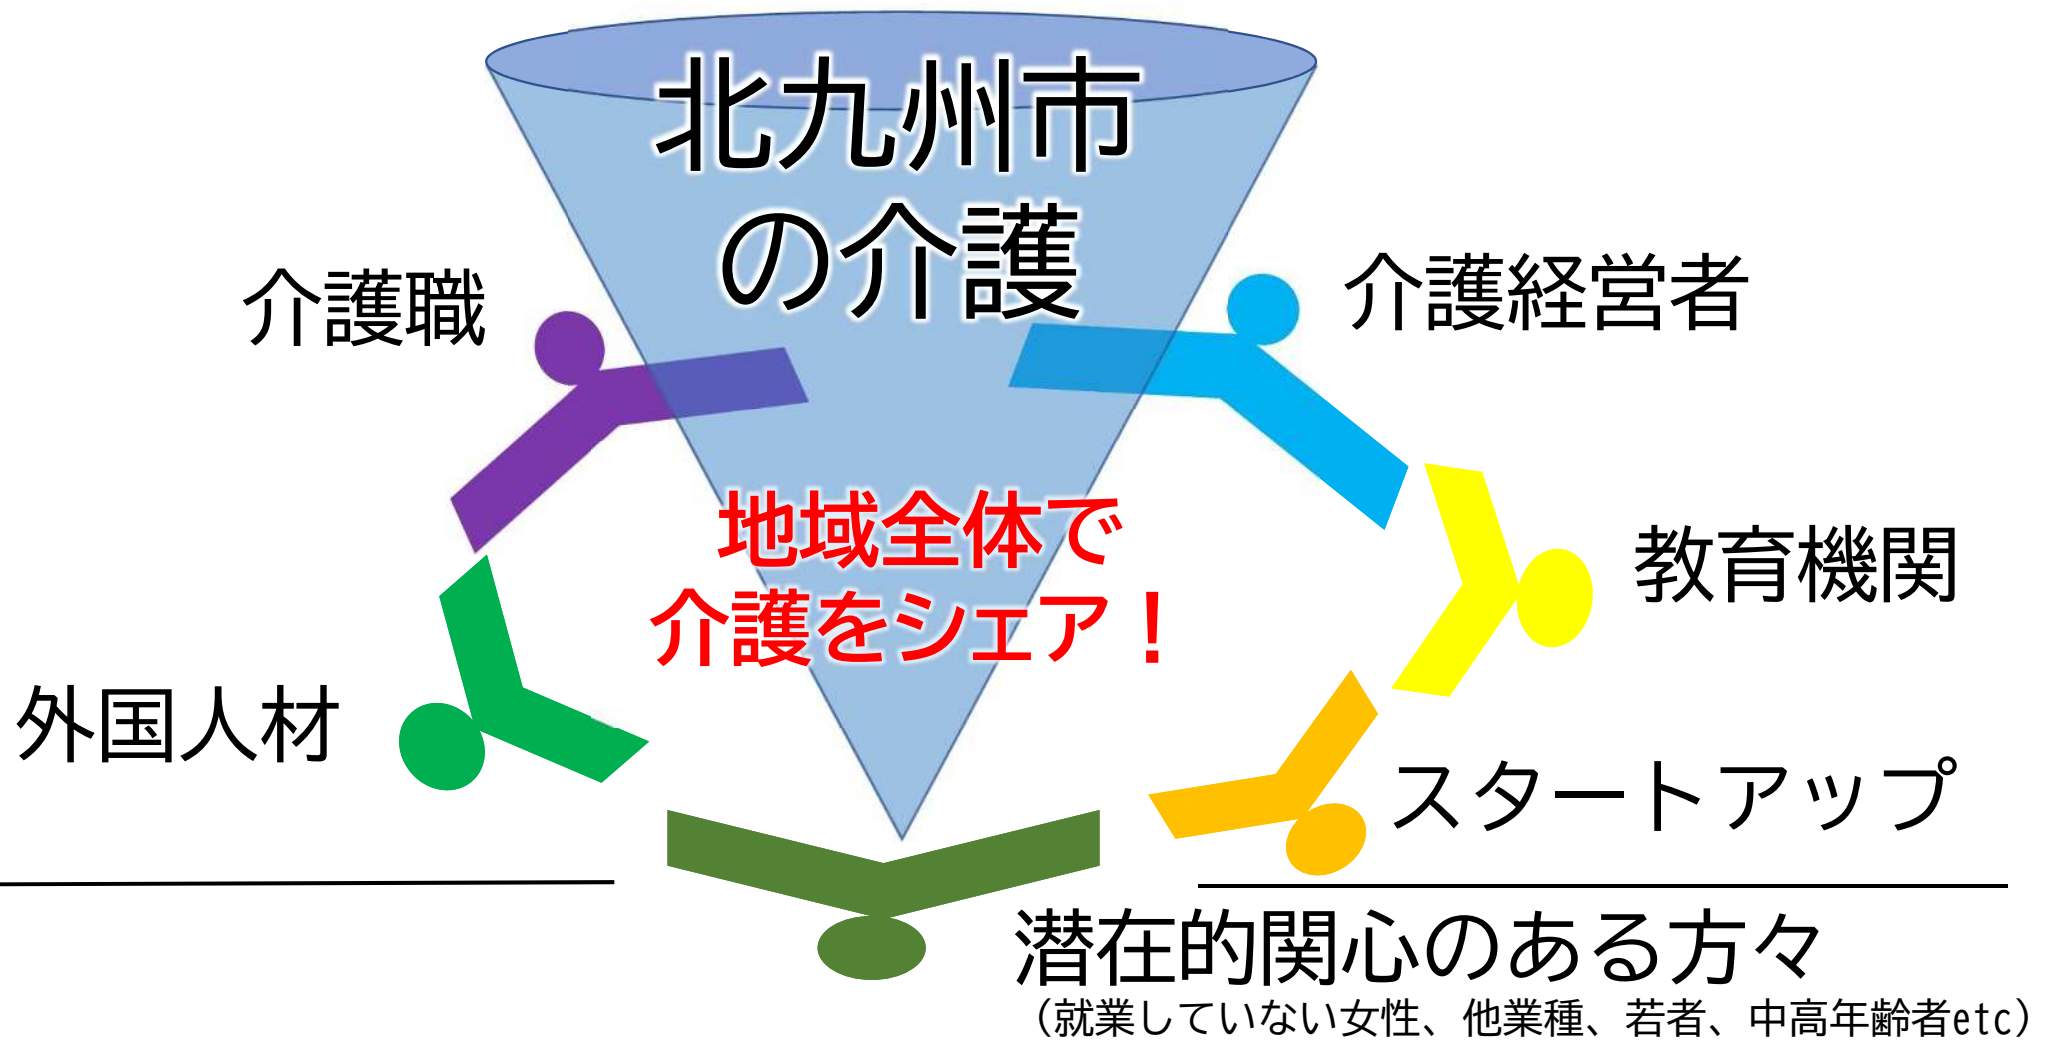 北九州市
の介護
介護職
介護経営者
地域全体で
介護をシェア！
教育機関
外国人材
スタートアップ
潜在的関心のある方々
（就業していない女性、他業種、若者、中高年齢者etc）